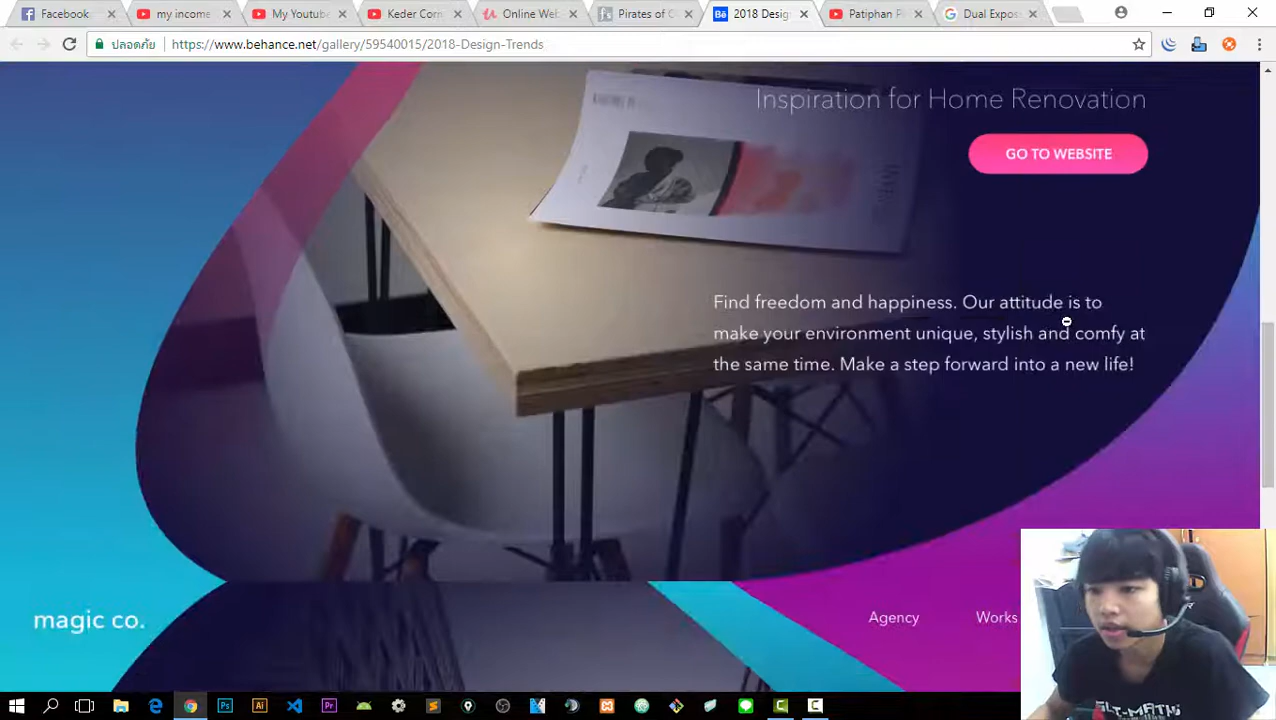 Facebook
my income
My Youtube
Keder Corn
Online Web
Pirates of C
2018 Desig
Patiphan P
Dual Expos
ปลอดภัย
https://www.behance.net/gallery/59540015/2018-Design-Trends
Inspiration for Home Renovation
GO TO WEBSITE
Find freedom and happiness. Our attitude is to
make your environment unique, stylish and comfy at
the same time. Make a step forward into a new life!
magic co.
Agency
Works